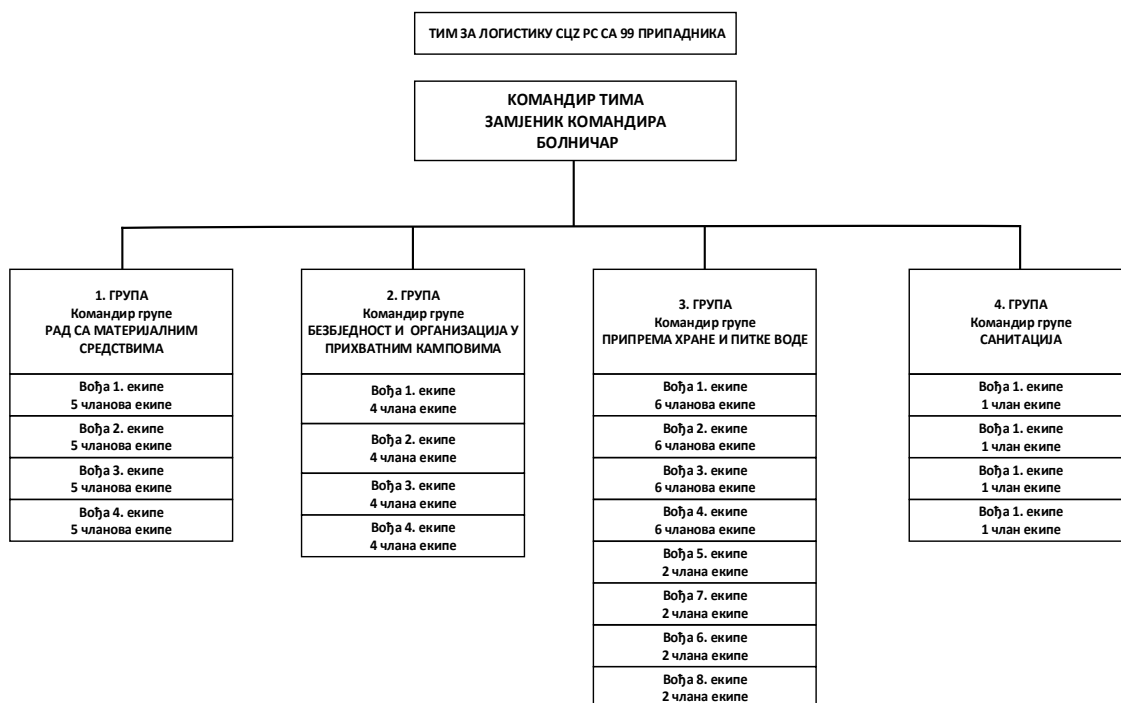 ТИМ ЗА ЛОГИСТИКУ СЦZ РС СА 99 ПРИПАДНИКА
КОМАНДИР ТИМА
ЗАМЈЕНИК КОМАНДИРА
БОЛНИЧАР
1. ГРУПА
Командир групе
РАД СА МАТЕРИЈАЛНИМ
СРЕДСТВИМА
Вођа 1. екипе
5 чланова екипе
Вођа 2. екипе
5 чланова екипе
Вођа 3. екипе
5 чланова екипе
Вођа 4. екипе
5 чланова екипе
2. ГРУПА
Командир групе
БЕЗБЈЕДНОСТ И ОРГАНИЗАЦИЈА У
ПРИХВАТНИМ КАМПОВИМА
Вођа 1. екипе
4 члана екипе
Вођа 2. екипе
4 члана екипе
Вођа 3. екипе
4 члана екипе
Вођа 4. екипе
4 члана екипе
3. ГРУПА
Командир групе
ПРИПРЕМА ХРАНЕ И ПИТКЕ ВОДЕ
Вођа 1. екипе
6 чланова екипе
Вођа 2. екипе
6 чланова екипе
Вођа 3. екипе
6 чланова екипе
Вођа 4. екипе
6 чланова екипе
Вођа 5. екипе
2 члана екипе
Вођа 7. екипе
2 члана екипе
Вођа 6. екипе
2 члана екипе
Вођа 8. екипе
2 члана екипе
4. ГРУПА
Командир групе
САНИТАЦИЈА
Вођа 1. екипе
1 члан екипе
Вођа 1. екипе
1 члан екипе
Вођа 1. екипе
1 члан екипе
Вођа 1. екипе
1 члан екипе